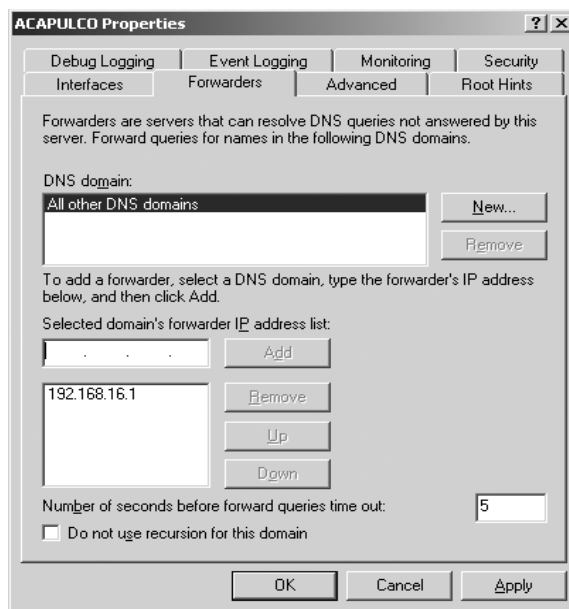 ACAPULCO Properties
Debug Logging Event Logging Monitoring Security
Interfaces Forwarders Advanced Root Hints
Forwarders are servers that can resolve DNS queries not answered by this
server. Forward queries for names in the following DNS domains.
DNS domain:
All other DNS domains
New...
Remove
To add a forwarder, select a DNS domain, type the forwarder's IP address
below, and then click Add.
Selected domain's forwarder IP address list:
. . . Add
192.168.16.1
Remove
Up
Down
Number of seconds before forward queries time out: 5
Do not use recursion for this domain
OK Cancel Apply